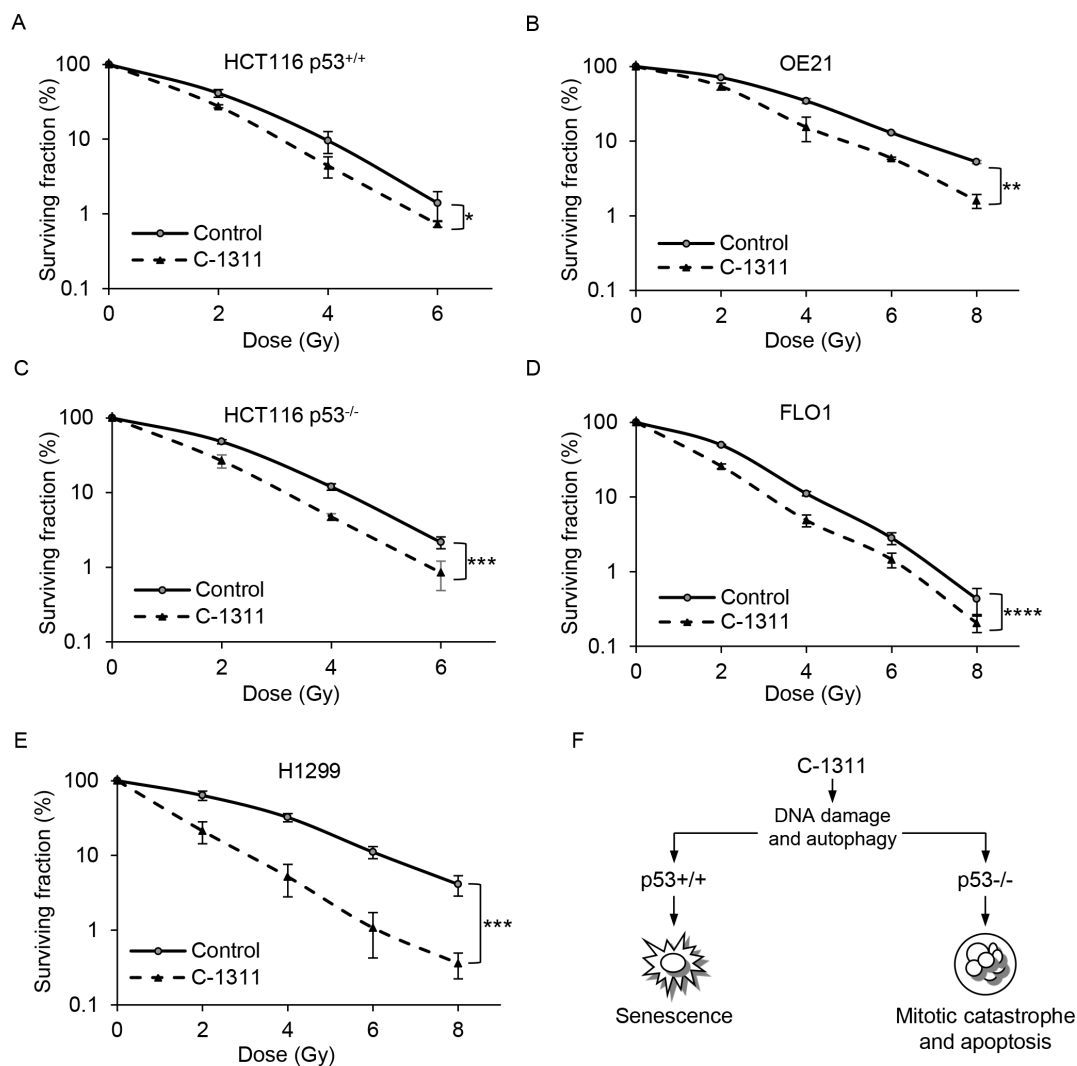 A
HCT116 p53+/+
Surviving fraction (%)
100
10
1
0.1
Control
C-1311
*
0 2 4 6
Dose (Gy)
B
OE21
Surviving fraction (%)
100
10
1
0.1
Control
C-1311
**
0 2 4 6 8
Dose (Gy)
C
HCT116 p53-/-
Surviving fraction (%)
100
10
1
0.1
Control
C-1311
***
0 2 4 6
Dose (Gy)
D
FLO1
Surviving fraction (%)
100
10
1
0.1
Control
C-1311
****
0 2 4 6 8
Dose (Gy)
E
H1299
Surviving fraction (%)
100
10
1
0.1
Control
C-1311
***
0 2 4 6 8
Dose (Gy)
F
C-1311
DNA damage
and autophagy
p53+/+
p53-/-
Senescence
Mitotic catastrophe
and apoptosis